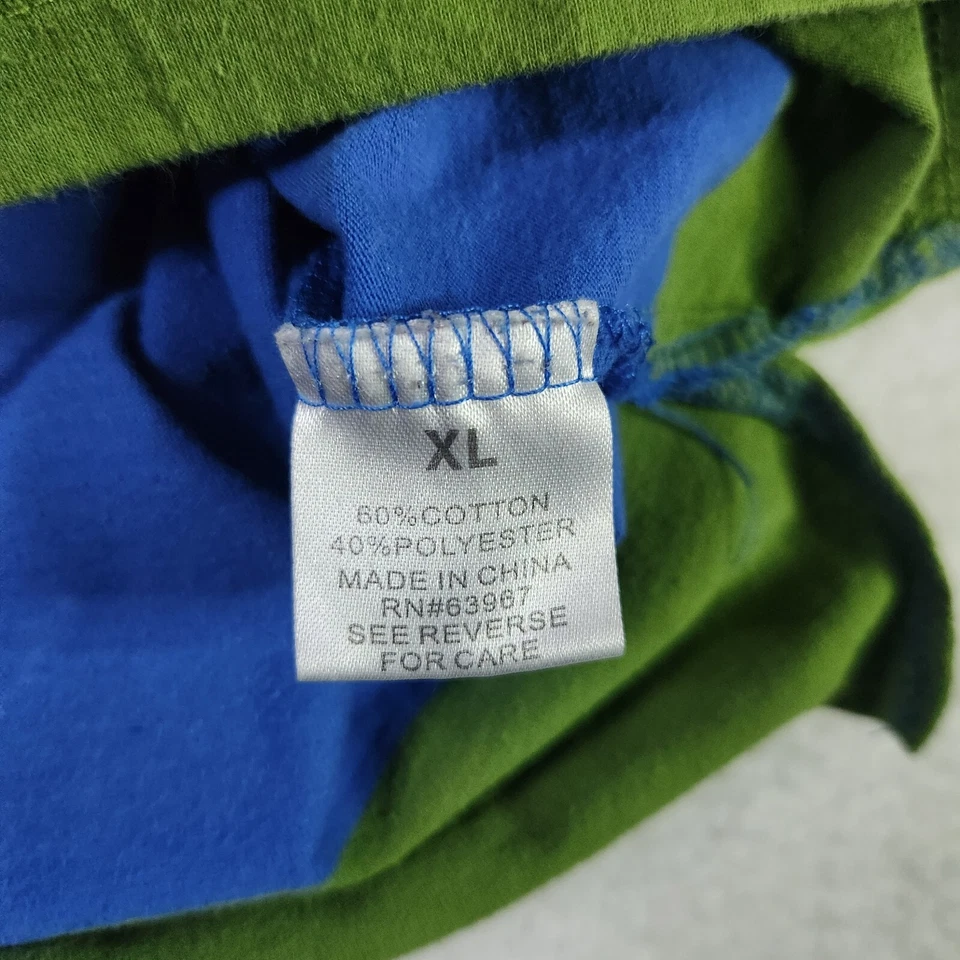 XL
60%COTTON
40%POLYESTER
MADE IN CHINA
RN#63967
SEE REVERSE
FOR CARE